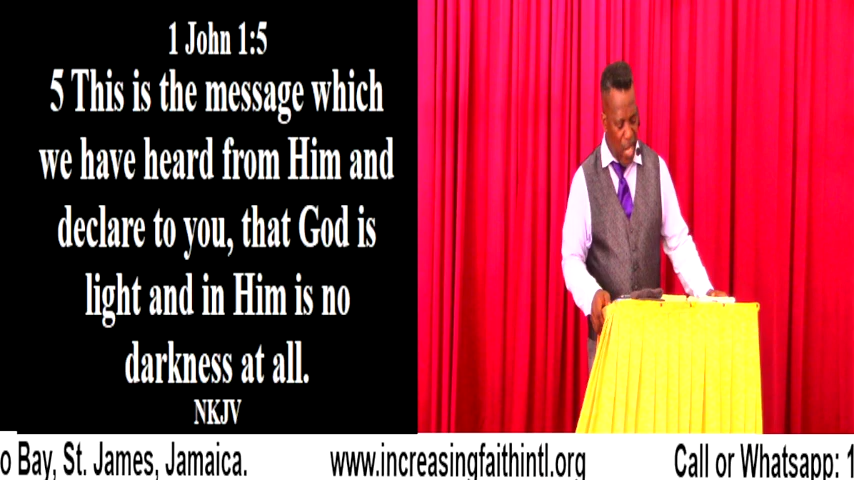 1 John 1:5
5 This is the message which
we have heard from Him and
declare to you, that God is
light and in Him is no
darkness at all.
NKJV
o Bay, St. James, Jamaica. www.increasingfaithintl.org Call or Whatsapp: 1